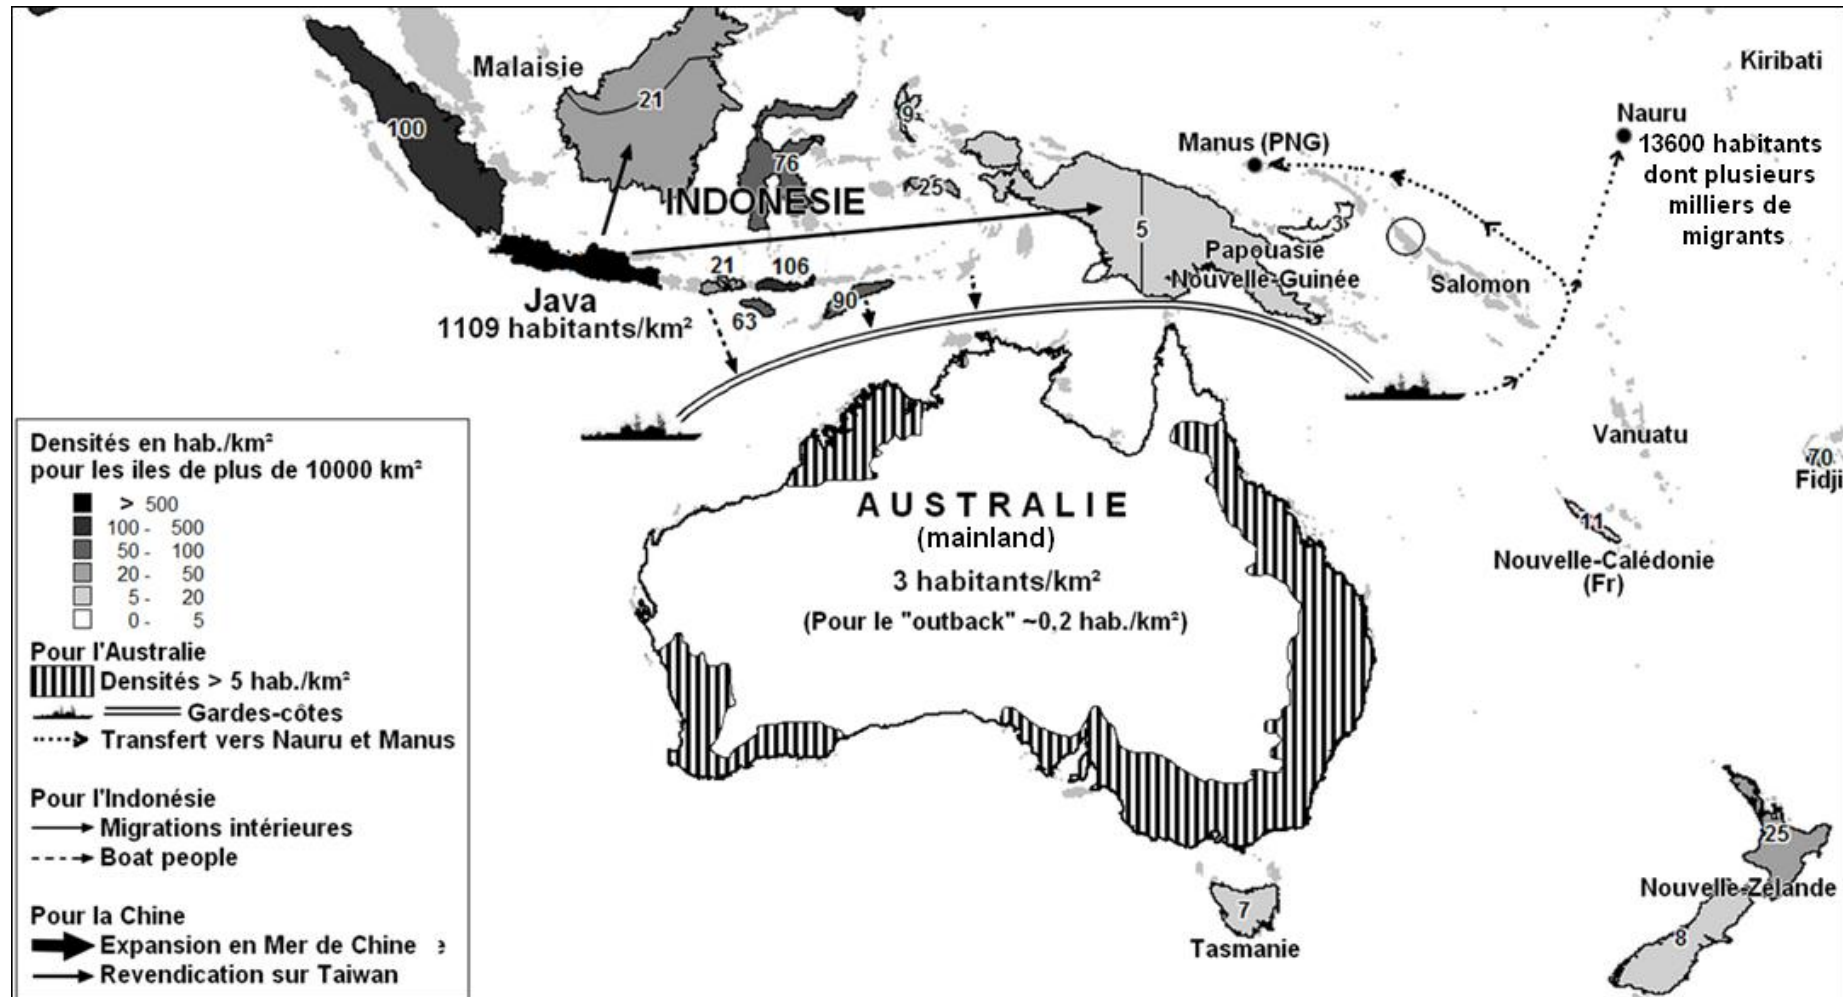 Malaisie
Kiribati
100
21
9
76
25
INDONESIE
Manus (PNG)
Nauru
13600 habitants
dont plusieurs
milliers de
migrants
5
3
Papouasie
Nouvelle-Guinée
Salomon
Java
1109 habitants/km²
21
106
63
90
Vanuatu
70
Fidji
11
Nouvelle-Calédonie
(Fr)
AUSTRALIE
(mainland)
3 habitants/km²
(Pour le "outback" ~0,2 hab./km²)
Densités en hab./km²
pour les iles de plus de 10000 km²
> 500
100 - 500
50 - 100
20 - 50
5 - 20
0 - 5
Pour l'Australie
Densités > 5 hab./km²
Gardes-côtes
Transfert vers Nauru et Manus
Pour l'Indonésie
Migrations intérieures
Boat people
Pour la Chine
Expansion en Mer de Chine e
Revendication sur Taiwan
7
Tasmanie
25
Nouvelle-Zélande
8